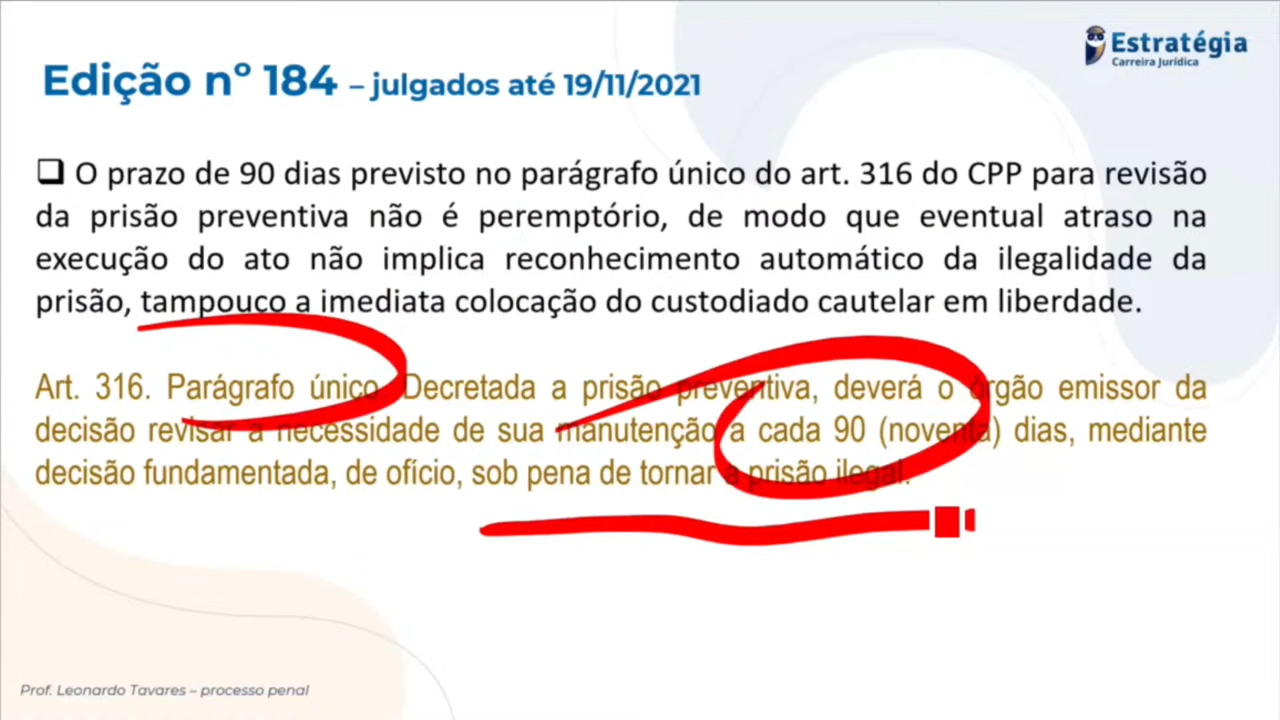 Estratégia
Carreira Jurídica
Edição nº 184 – julgados até 19/11/2021
❑ O prazo de 90 dias previsto no parágrafo único do art. 316 do CPP para revisão
da prisão preventiva não é peremptório, de modo que eventual atraso na
execução do ato não implica reconhecimento automático da ilegalidade da
prisão, tampouco a imediata colocação do custodiado cautelar em liberdade.
Art. 316. Parágrafo único. Decretada a prisão preventiva, deverá o órgão emissor da
decisão revisar a necessidade de sua manutenção a cada 90 (noventa) dias, mediante
decisão fundamentada, de ofício, sob pena de tornar a prisão ilegal.
Prof. Leonardo Tavares – processo penal